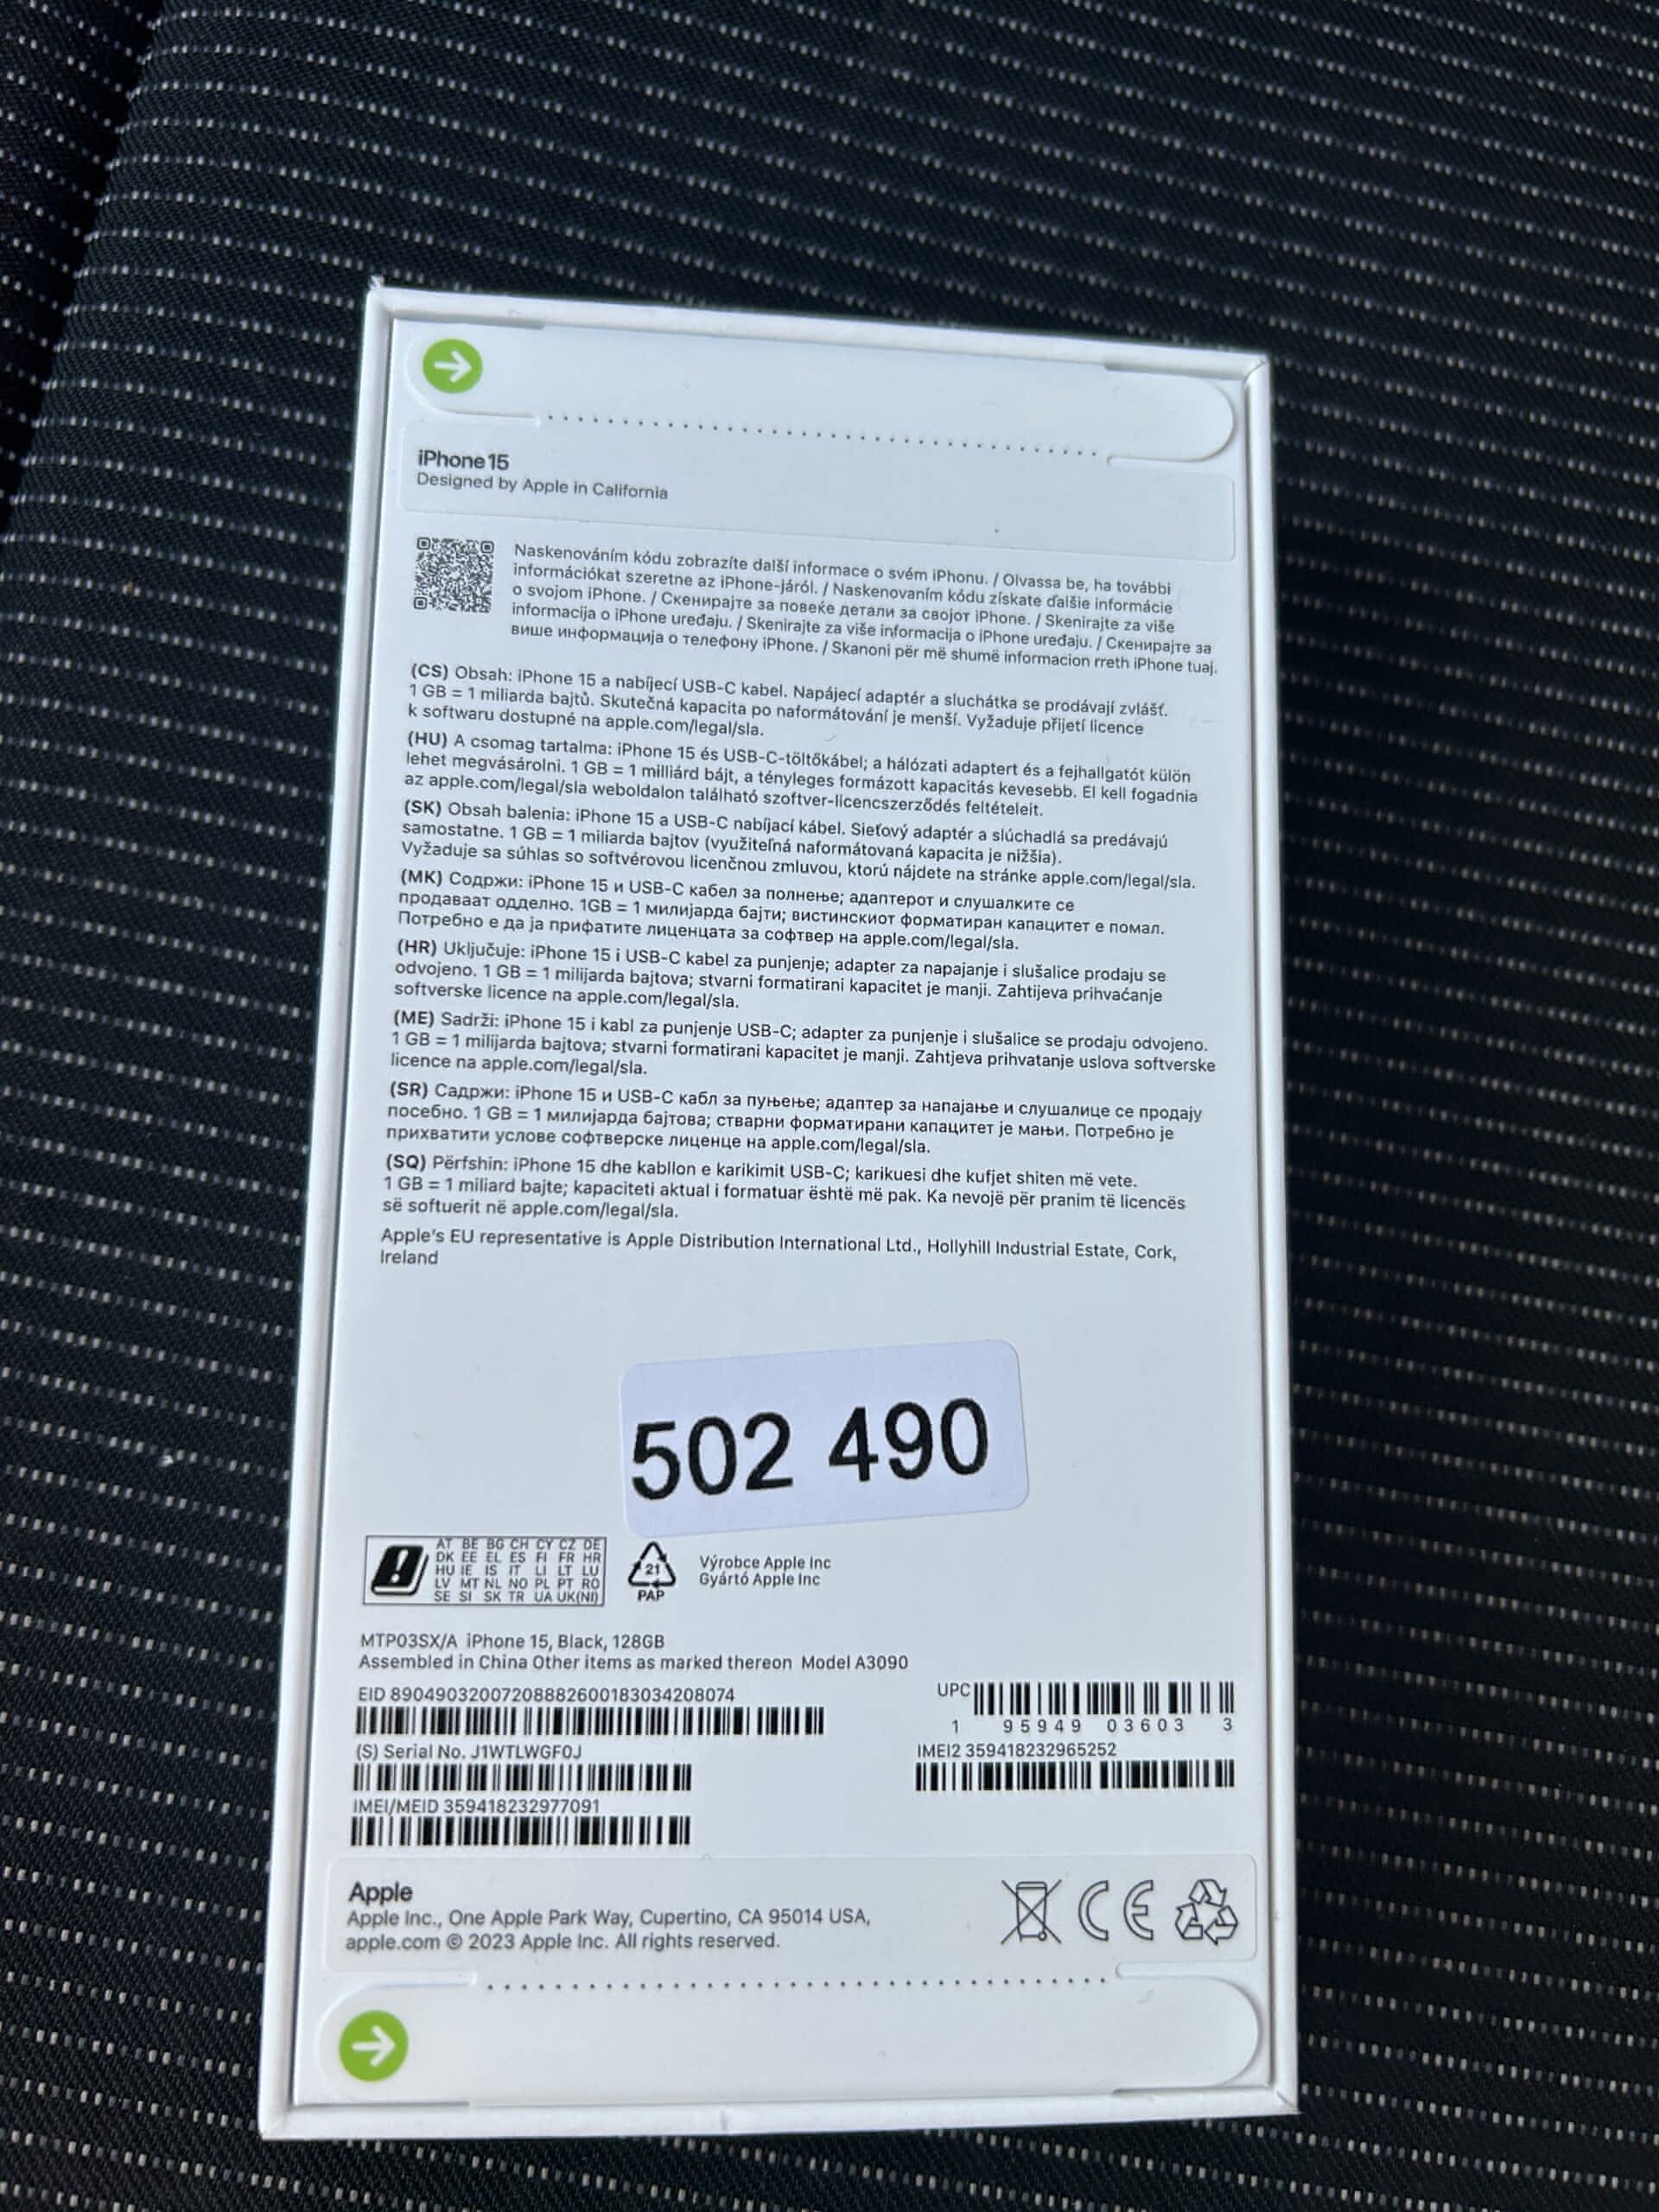 iPhone 15
Designed by Apple in California
Naskenováním kódu zobrazíte další informace o svém iPhonu. / Olvassa be, ha további
információkat szeretne az iPhone-járól. / Naskenovaním kódu získate ďalšie informácie
o svojom iPhone. / Скенирајте за повеќе детали за својот iPhone. / Skenirajte za više
informacija o iPhone uređaju. / Skenirajte za više informacija o iPhone uređaju. / Скенирајте за
више информација о телефону iPhone. / Skanoni për më shumë informacion rreth iPhone tuaj.
(CS) Obsah: iPhone 15 a nabíjecí USB-C kabel. Napájecí adaptér a sluchátka se prodávají zvlášť.
1 GB = 1 miliarda bajtů. Skutečná kapacita po naformátování je menší. Vyžaduje přijetí licence
k softwaru dostupné na apple.com/legal/sla.
(HU) A csomag tartalma: iPhone 15 és USB-C-töltőkábel; a hálózati adaptert és a fejhallgatót külön
lehet megvásárolni. 1 GB = 1 milliárd bájt, a tényleges formázott kapacitás kevesebb. El kell fogadnia
az apple.com/legal/sla weboldalon található szoftver-licencszerződés feltételeit.
(SK) Obsah balenia: iPhone 15 a USB-C nabíjací kábel. Sieťový adaptér a slúchadlá sa predávajú
samostatne. 1 GB = 1 miliarda bajtov (využiteľná naformátovaná kapacita je nižšia).
Vyžaduje sa súhlas so softvérovou licenčnou zmluvou, ktorú nájdete na stránke apple.com/legal/sla.
(MK) Содржи: iPhone 15 и USB-C кабел за полнење; адаптерот и слушалките се
продаваат одделно. 1GB = 1 милијарда бајти; вистинскиот форматиран капацитет е помал.
Потребно е да ја прифатите лиценцата за софтвер на apple.com/legal/sla.
(HR) Uključuje: iPhone 15 i USB-C kabel za punjenje; adapter za napajanje i slušalice prodaju se
odvojeno. 1 GB = 1 milijarda bajtova; stvarni formatirani kapacitet je manji. Zahtijeva prihvaćanje
softverske licence na apple.com/legal/sla.
(ME) Sadrži: iPhone 15 i kabl za punjenje USB-C; adapter za punjenje i slušalice se prodaju odvojeno.
1 GB = 1 milijarda bajtova; stvarni formatirani kapacitet je manji. Zahtjeva prihvatanje uslova softverske
licence na apple.com/legal/sla.
(SR) Садржи: iPhone 15 и USB-C кабл за пуњење; адаптер за напајање и слушалице се продају
посебно. 1 GB = 1 милијарда бајтова; стварни форматирани капацитет је мањи. Потребно је
прихватити услове софтверске лиценце на apple.com/legal/sla.
(SQ) Përfshin: iPhone 15 dhe kabllon e karikimit USB-C; karikuesi dhe kufjet shiten më vete.
1 GB = 1 miliard bajte; kapaciteti aktual i formatuar është më pak. Ka nevojë për pranim të licencës
së softuerit në apple.com/legal/sla.
Apple's EU representative is Apple Distribution International Ltd., Hollyhill Industrial Estate, Cork,
Ireland
502 490
AT BE BG CH CY CZ DE
DK EE EL ES FI FR HR
HU IE IS IT LI LT LU
LV MT NL NO PL PT RO
SE SI SK TR UA UK(NI)
21
PAP
Výrobce Apple Inc
Gyártó Apple Inc
MTP03SX/A iPhone 15, Black, 128GB
Assembled in China Other items as marked thereon Model A3090
EID 89049032007208882600183034208074
UPC
1 95949 03603 3
(S) Serial No. J1WTLWGF0J
IMEI2 359418232965252
IMEI/MEID 359418232977091
Apple
Apple Inc., One Apple Park Way, Cupertino, CA 95014 USA,
apple.com © 2023 Apple Inc. All rights reserved.
CE